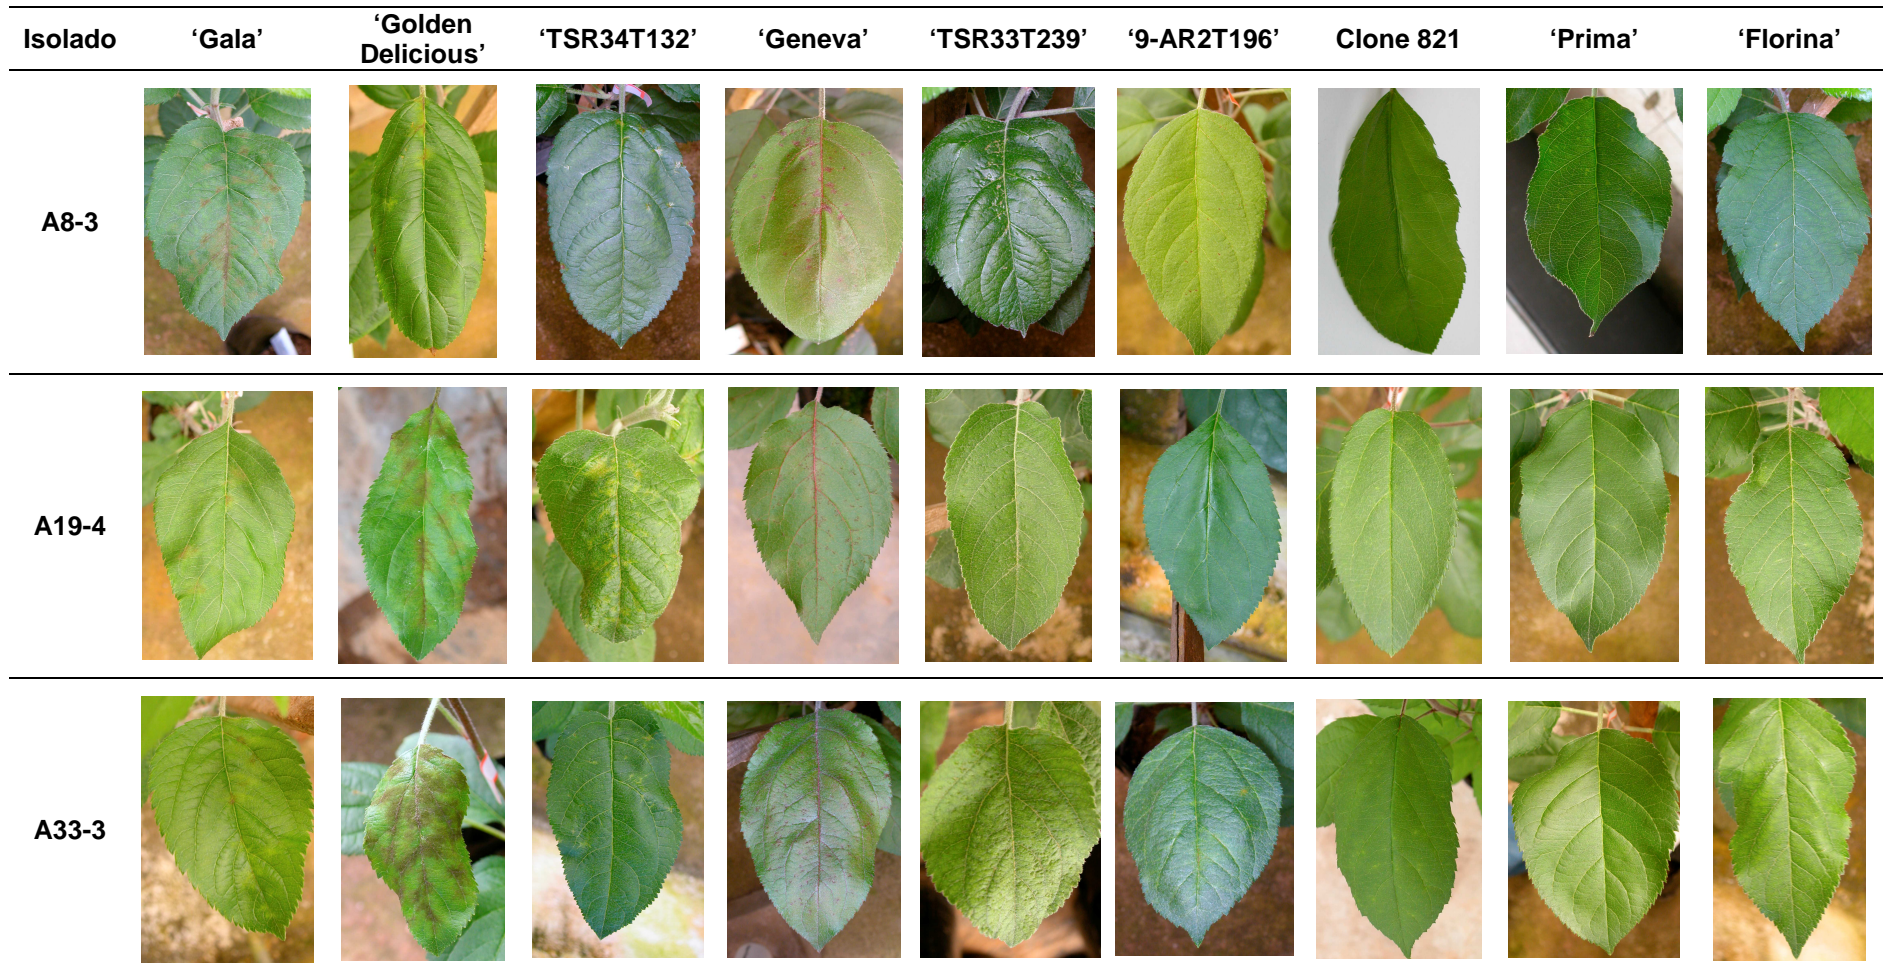 Isolado ‘Gala’ ‘Golden Delicious’ ‘TSR34T132’ ‘Geneva’ ‘TSR33T239’ ‘9-AR2T196’ Clone 821 ‘Prima’ ‘Florina’
A8-3
A19-4
A33-3